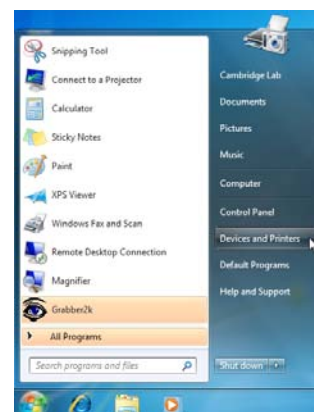 Snipping Tool
Connect to a Projector
Calculator
Sticky Notes
Paint
XPS Viewer
Windows Fax and Scan
Remote Desktop Connection
Magnifier
Grabber2k
All Programs
Search programs and files
Cambridge Lab
Documents
Pictures
Music
Computer
Control Panel
Devices and Printers
Default Programs
Help and Support
Shut down